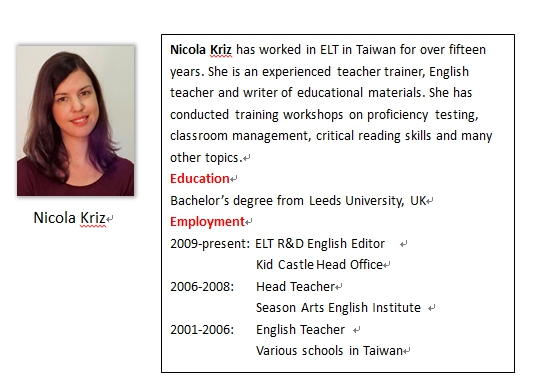 Nicola Kriz has worked in ELT in Taiwan for over fifteen
years. She is an experienced teacher trainer, English
teacher and writer of educational materials. She has
conducted training workshops on proficiency testing,
classroom management, critical reading skills and many
other topics.
Education
Bachelor's degree from Leeds University, UK
Employment
2009-present: ELT R&D English Editor
Kid Castle Head Office
2006-2008: Head Teacher
Season Arts English Institute
2001-2006: English Teacher
Various schools in Taiwan
Nicola Kriz